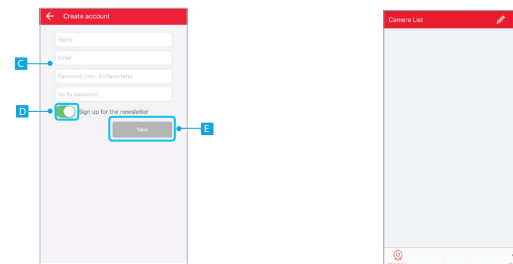 Create account
Name
C
Email
Password (min. 8 characters)
Verify password
D
Sign up for the newsletter
Next
E
Camera List